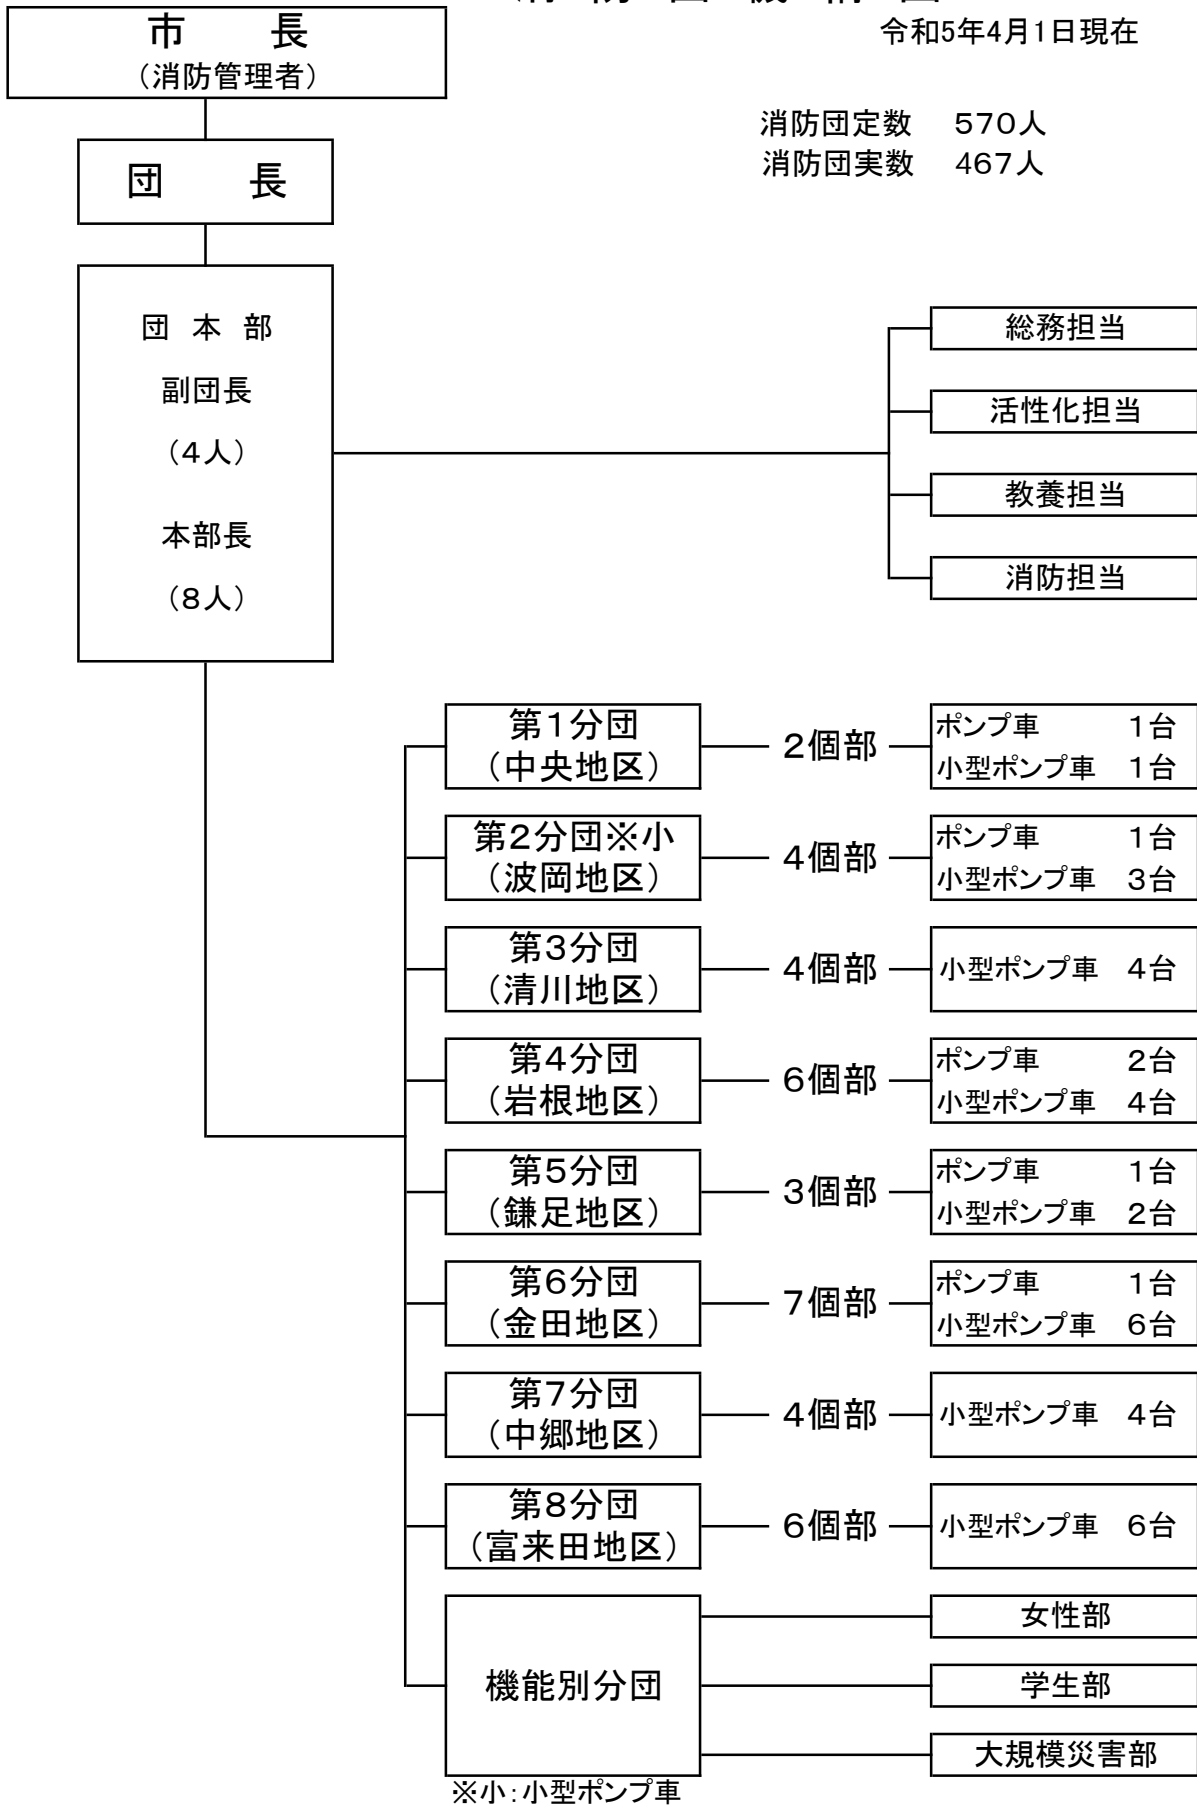 令和5年4月1日現在
市　長
（消防管理者）
消防団定数　570人
消防団実数　467人
団　長
団 本 部
副団長
（4人）
本部長
（8人）
総務担当
活性化担当
教養担当
消防担当
第1分団
（中央地区）
2個部
ポンプ車　1台
小型ポンプ車　1台
第2分団※小
（波岡地区）
4個部
ポンプ車　1台
小型ポンプ車　3台
第3分団
（清川地区）
4個部
小型ポンプ車　4台
第4分団
（岩根地区）
6個部
ポンプ車　2台
小型ポンプ車　4台
第5分団
（鎌足地区）
3個部
ポンプ車　1台
小型ポンプ車　2台
第6分団
（金田地区）
7個部
ポンプ車　1台
小型ポンプ車　6台
第7分団
（中郷地区）
4個部
小型ポンプ車　4台
第8分団
（富来田地区）
6個部
小型ポンプ車　6台
機能別分団
女性部
学生部
大規模災害部
※小：小型ポンプ車